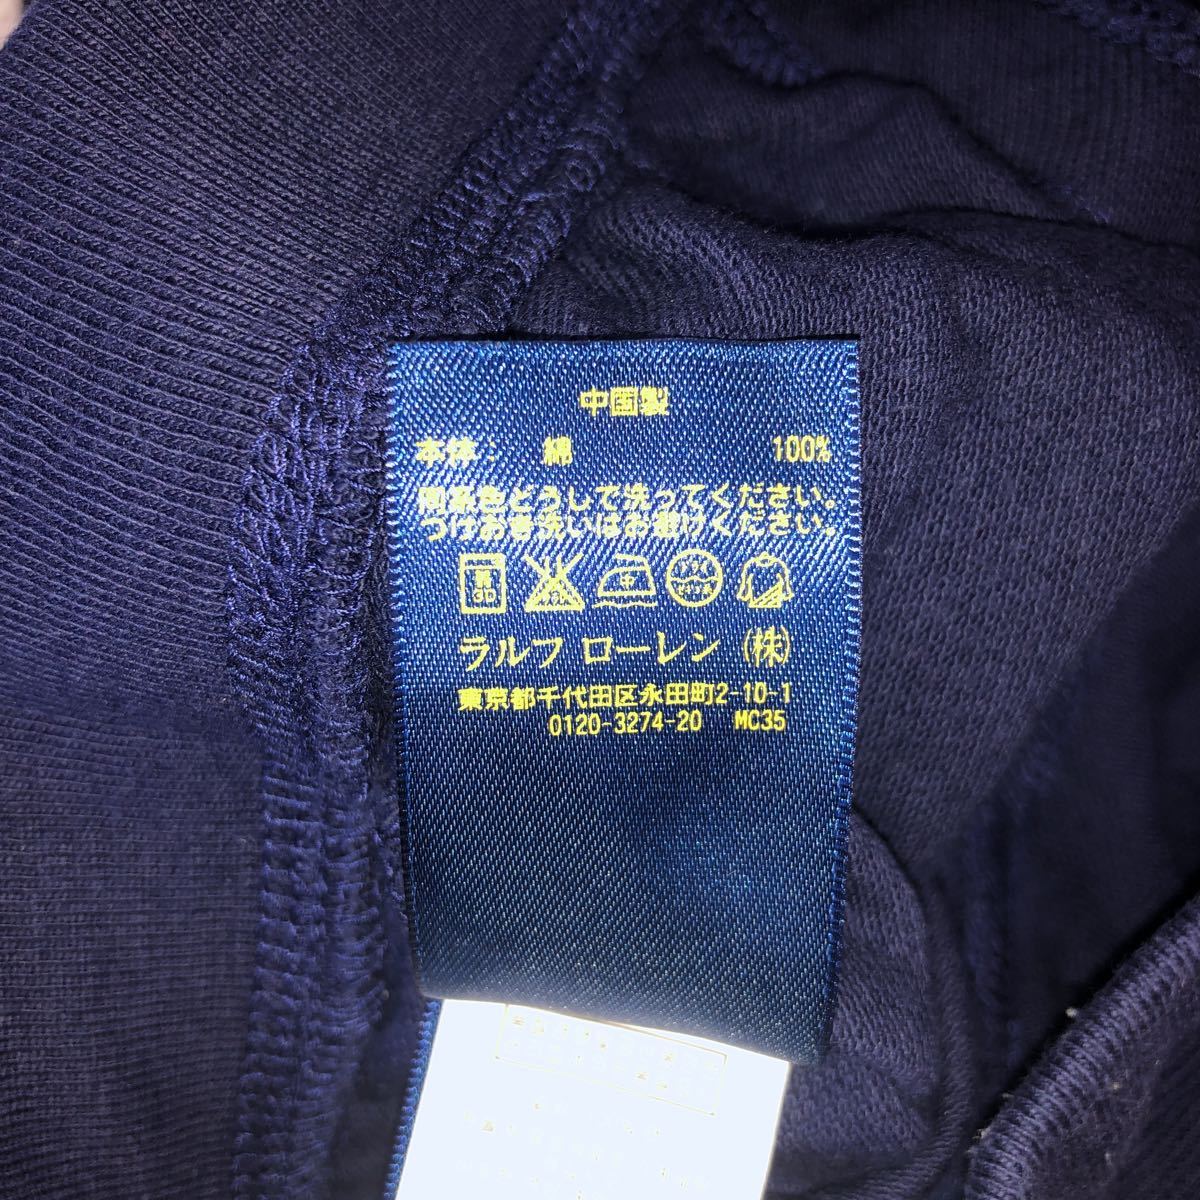 中国製
本体: 綿 100%
同系色どうしで洗ってください。
つけおき洗いはお避けください。
中
ラルフ ローレン (株)
東京都千代田区永田町2-10-1
0120-3274-20 MC35